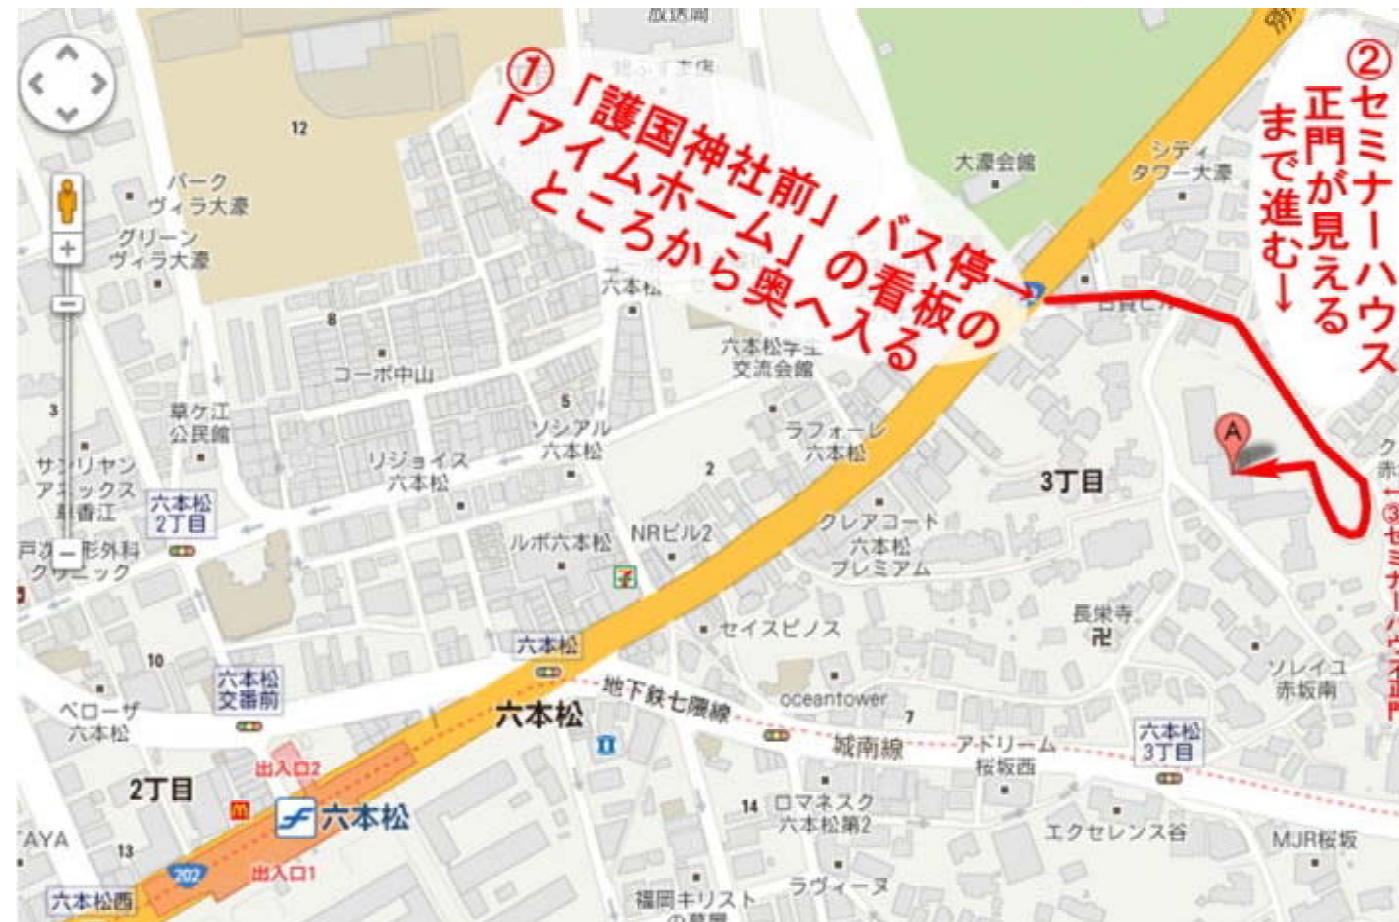 ①「護国神社前」バス停→
「アイムホーム」の看板の
ところから奥へ入る
②セミナーハウス
正門が見える
まで進む→
←③セミナーハウス正門
1丁目
12
パーク
ヴィラ大濠
グリーン
ヴィラ大濠
大濠会館
シティ
タワー大濠
8
コーポ中山
六本松
六本松学生
交流会館
3
草ケ江
公民館
5
ソシアル
六本松
ラフォーレ
六本松
サンリヤン
アネックス
草香江
リジョイス
六本松
2
3丁目
A
六本松
2丁目
クレアコート
六本松
プレミアム
NRビル2
ルポ六本松
クリニック
長栄寺
卍
セイスピノス
六本松
10
六本松
交番前
ソレイユ
赤坂南
地下鉄七隈線
oceantower
ベローザ
六本松
六本松
7
城南線
アドリーム
桜坂西
六本松
3丁目
出入口2
2丁目
六本松
14
ロマネスク
六本松第2
エクセレンス谷
MJR桜坂
TAYA
13
202
出入口1
六本松西
ラヴィーヌ
福岡キリスト